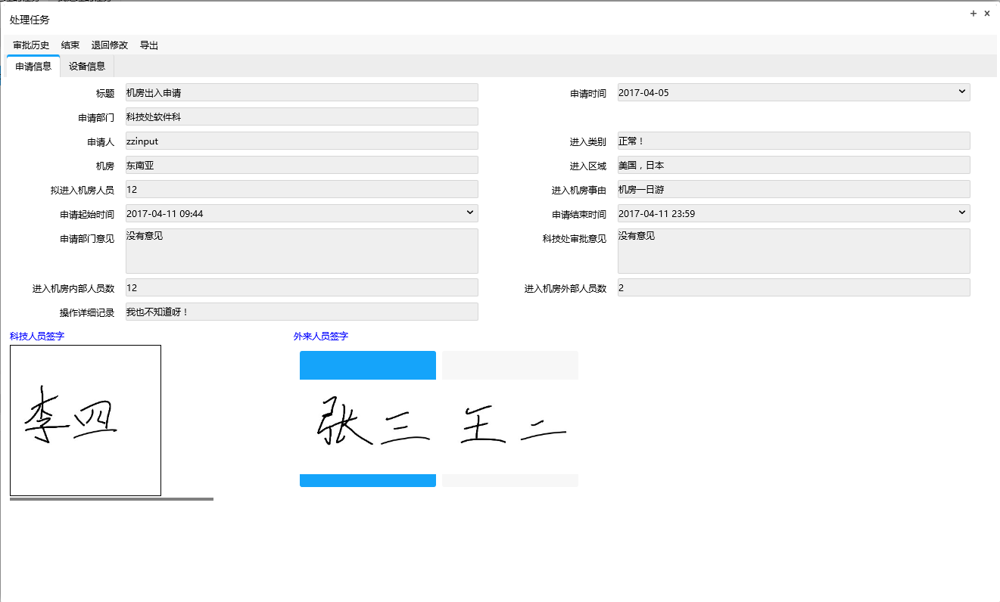 处理任务
审批历史 结束 退回修改 导出
申请信息 设备信息
标题 机房出入申请 申请时间 2017-04-05
申请部门 科技处软件科
申请人 zzinput 进入类别 正常！
机房 东南亚 进入区域 美国，日本
拟进入机房人员 12 进入机房事由 机房一日游
申请起始时间 2017-04-11 09:44 申请结束时间 2017-04-11 23:59
申请部门意见 没有意见 科技处审批意见 没有意见
进入机房内部人员数 12 进入机房外部人员数 2
操作详细记录 我也不知道呀！
科技人员签字 外来人员签字
李四 张三 王二